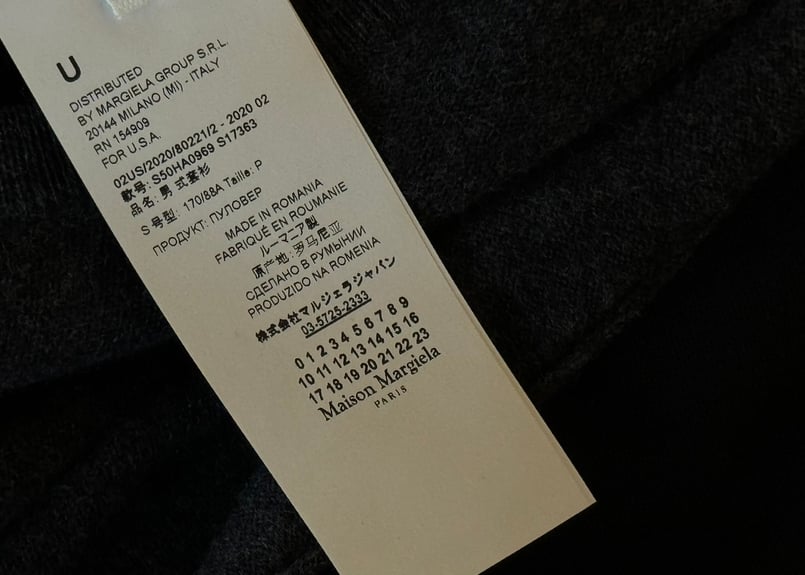 U
DISTRIBUTED
BY MARGIELA GROUP S.R.L.
20144 MILANO (MI) - ITALY
RN 154909
FOR U.S.A.
02US/2020/80221/2 - 2020 02
款号: S50HA0969 S17363
品名: 男 式套衫
S 号型: 170/88A Taille: P
ПРОДУКТ: ПУЛОВЕР
MADE IN ROMANIA
FABRIQUÉ EN ROUMANIE
ルーマニア製
原产地: 罗马尼亚
СДЕЛАНО В РУМЫНИИ
PRODUZIDO NA ROMENIA
株式会社マルジェラジャパン
03-5725-2333
0 1 2 3 4 5 6 7 8 9
10 11 12 13 14 15 16
17 18 19 20 21 22 23
Maison Margiela
PARIS